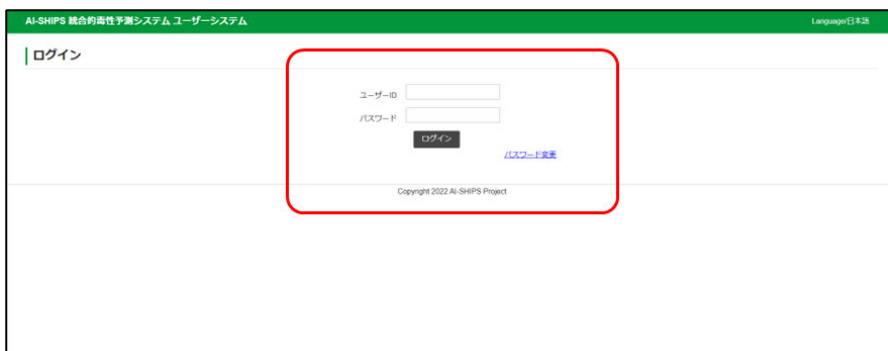 AI-SHIPS 統合的毒性予測システム ユーザーシステム
Language/日本語
ログイン
ユーザーID
パスワード
ログイン
パスワード変更
Copyright 2022 AI-SHIPS Project